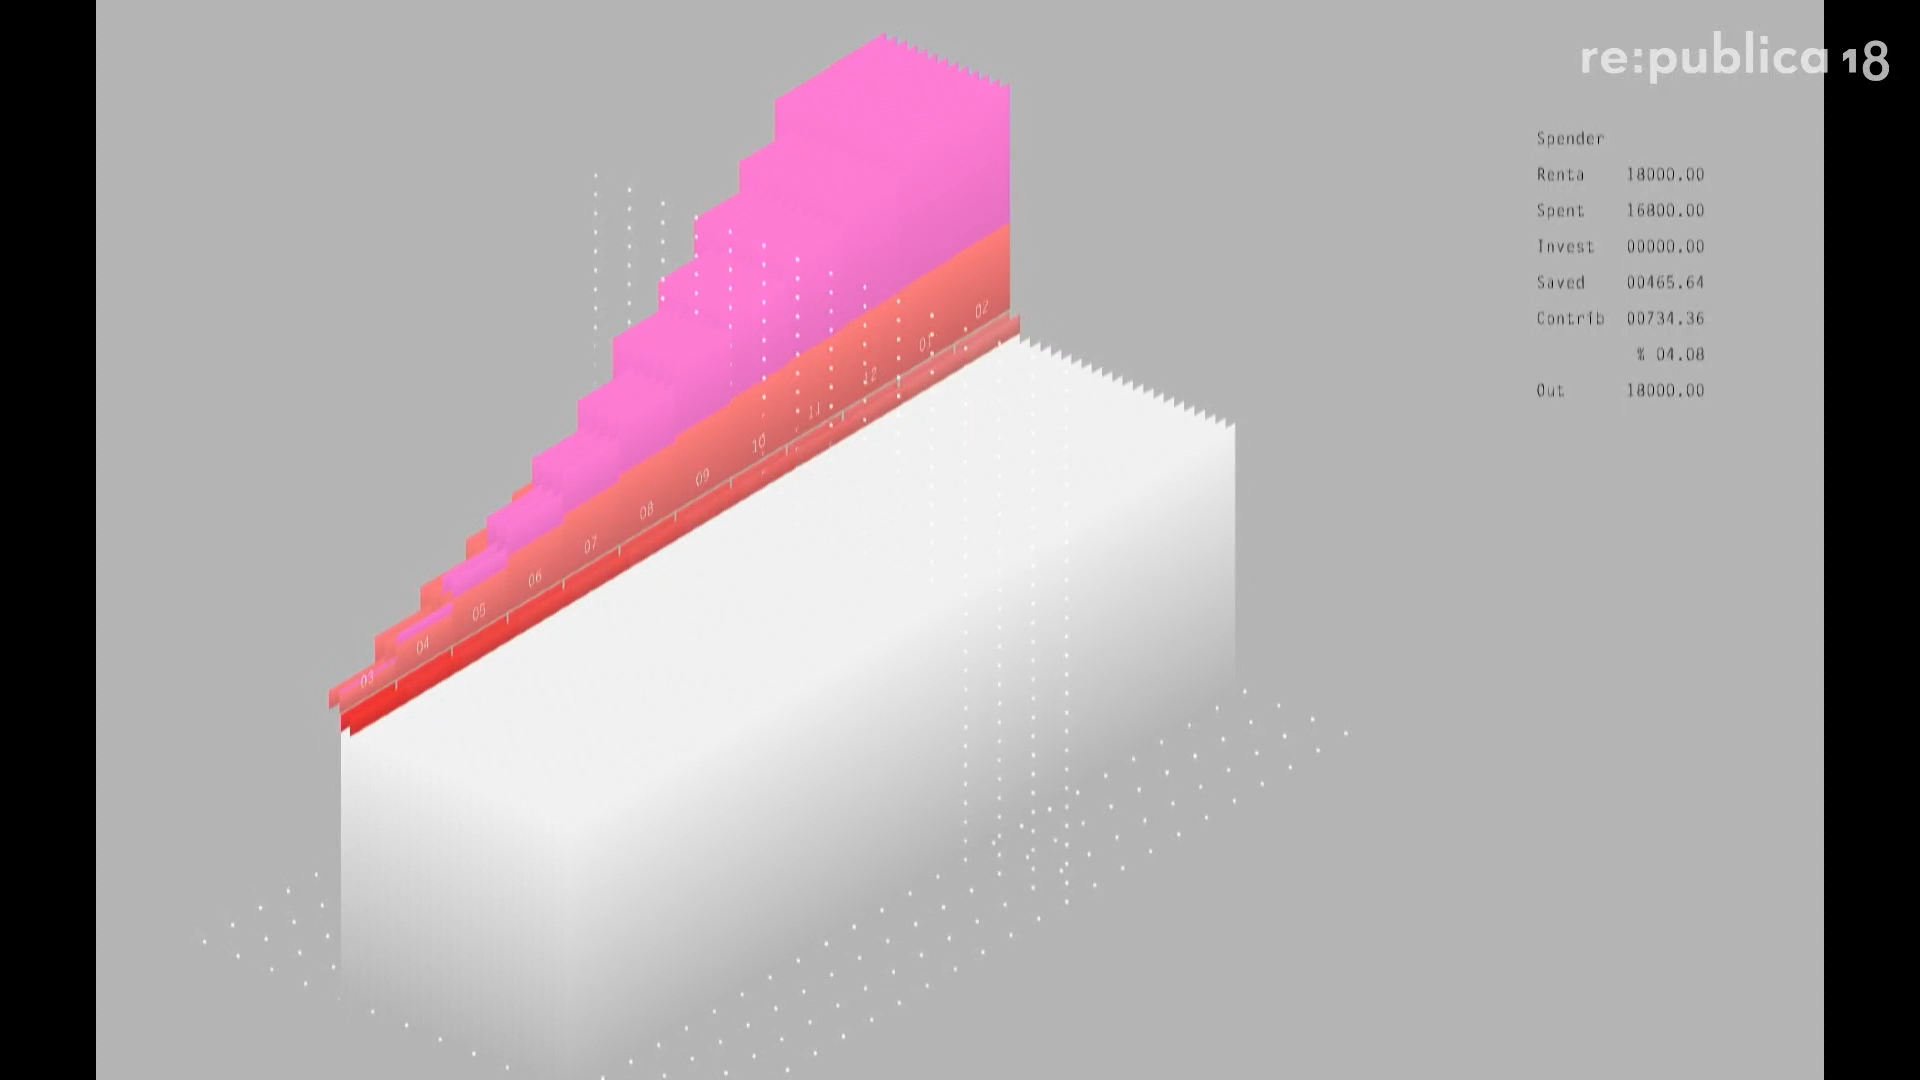 re:publica 18
Spender
Renta 18000.00
Spent 16800.00
Invest 00000.00
Saved 00465.64
Contrib 00734.36
% 04.08
Out 18000.00
02
01
12
11
10
09
08
07
06
05
04
03